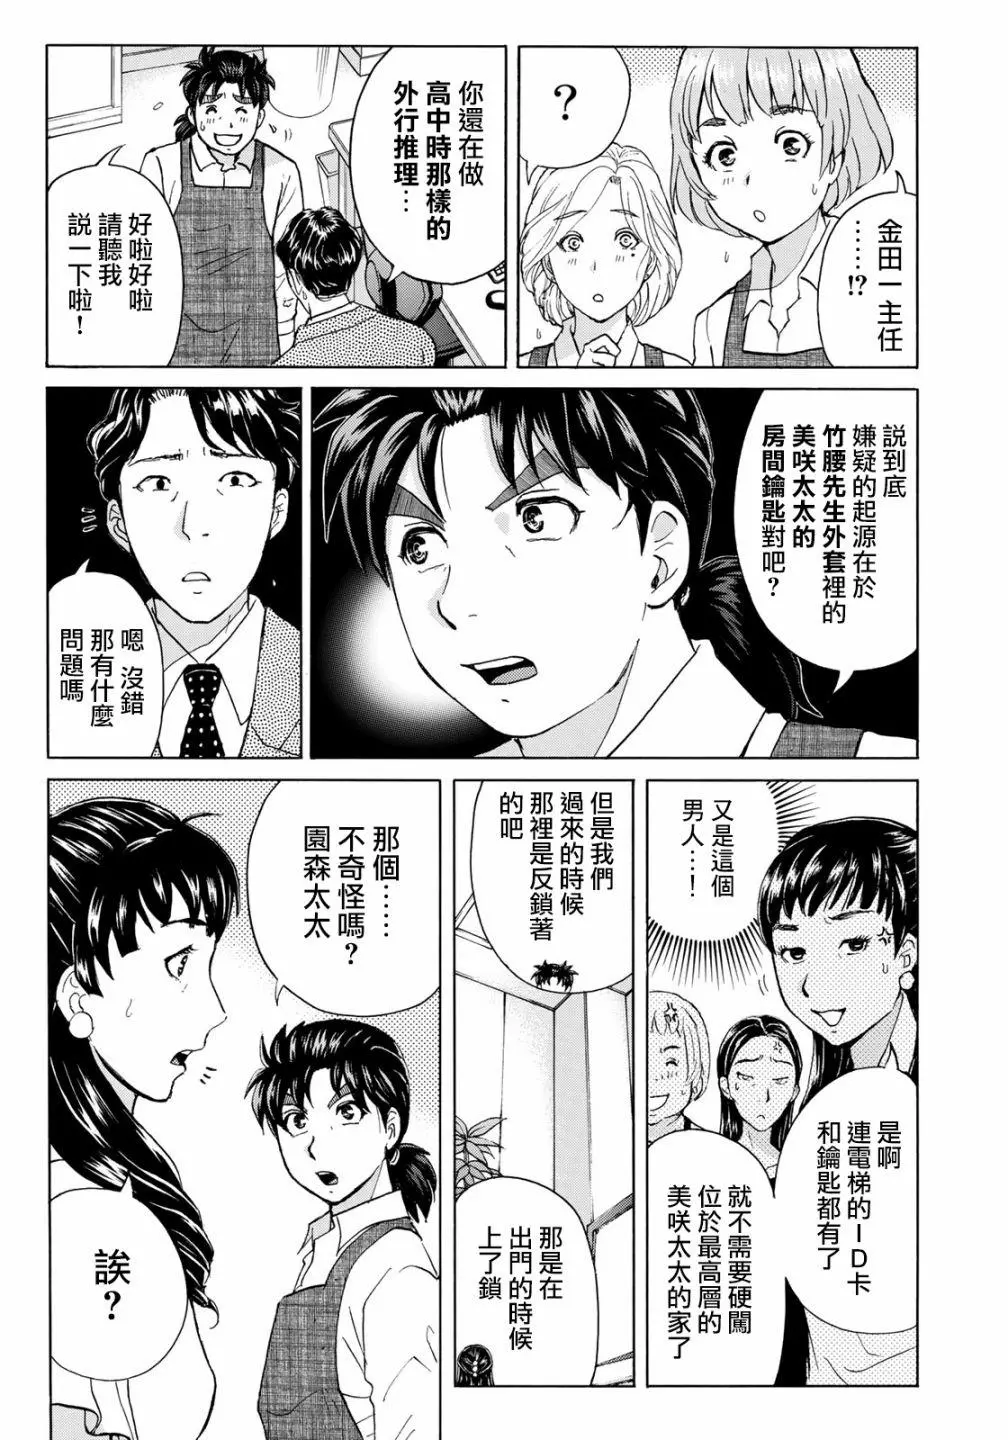 金田一主任
……!?
？
你還在做
高中時那樣的
外行推理…
好啦好啦
請聽我
説一下啦！
説到底
嫌疑的起源在於
竹腰先生外套裡的
美咲太太的
房間鑰匙對吧？
嗯 沒錯
那有什麼
問題嗎
又是這個
男人…！
是啊
連電梯的ID卡
和鑰匙都有了
就不需要硬闖
位於最高層的
美咲太太的家了
但是我們
過來的時候
那裡是反鎖著
的吧
那是在
出門的時候
上了鎖
那個……
不奇怪嗎？
園森太太
誒？